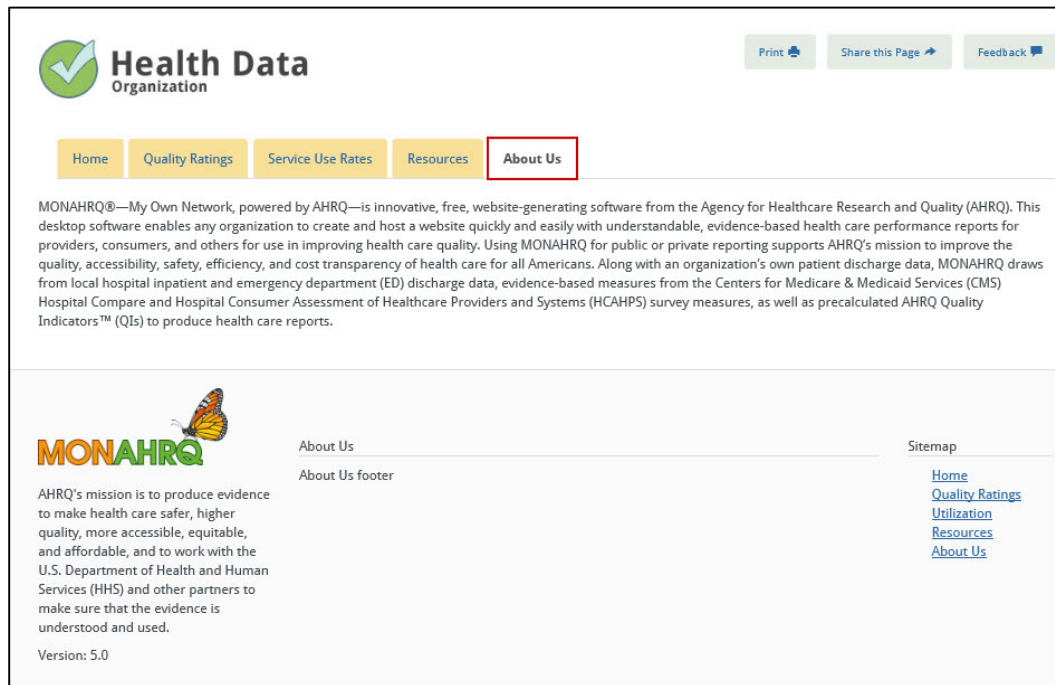 Health Data
Organization
Print
Share this Page
Feedback
Home
Quality Ratings
Service Use Rates
Resources
About Us
MONAHRQ®—My Own Network, powered by AHRQ—is innovative, free, website-generating software from the Agency for Healthcare Research and Quality (AHRQ). This
desktop software enables any organization to create and host a website quickly and easily with understandable, evidence-based health care performance reports for
providers, consumers, and others for use in improving health care quality. Using MONAHRQ for public or private reporting supports AHRQ's mission to improve the
quality, accessibility, safety, efficiency, and cost transparency of health care for all Americans. Along with an organization's own patient discharge data, MONAHRQ draws
from local hospital inpatient and emergency department (ED) discharge data, evidence-based measures from the Centers for Medicare & Medicaid Services (CMS)
Hospital Compare and Hospital Consumer Assessment of Healthcare Providers and Systems (HCAHPS) survey measures, as well as precalculated AHRQ Quality
Indicators™ (QIs) to produce health care reports.
MONAHRQ
AHRQ's mission is to produce evidence
to make health care safer, higher
quality, more accessible, equitable,
and affordable, and to work with the
U.S. Department of Health and Human
Services (HHS) and other partners to
make sure that the evidence is
understood and used.
Version: 5.0
About Us
About Us footer
Sitemap
Home
Quality Ratings
Utilization
Resources
About Us